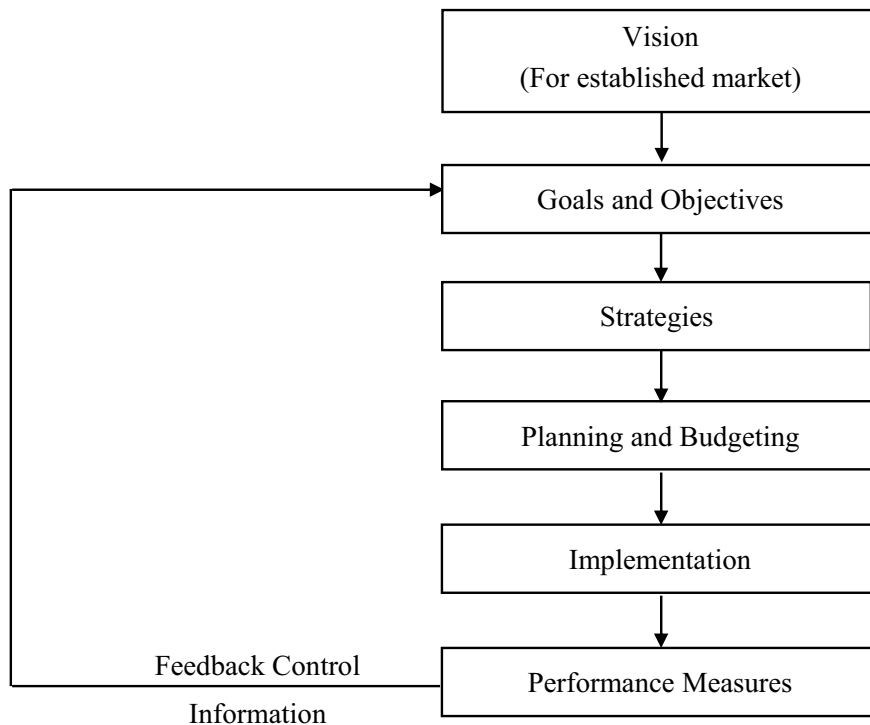 Vision
(For established market)
Goals and Objectives
Strategies
Planning and Budgeting
Implementation
Performance Measures
Feedback Control
Information